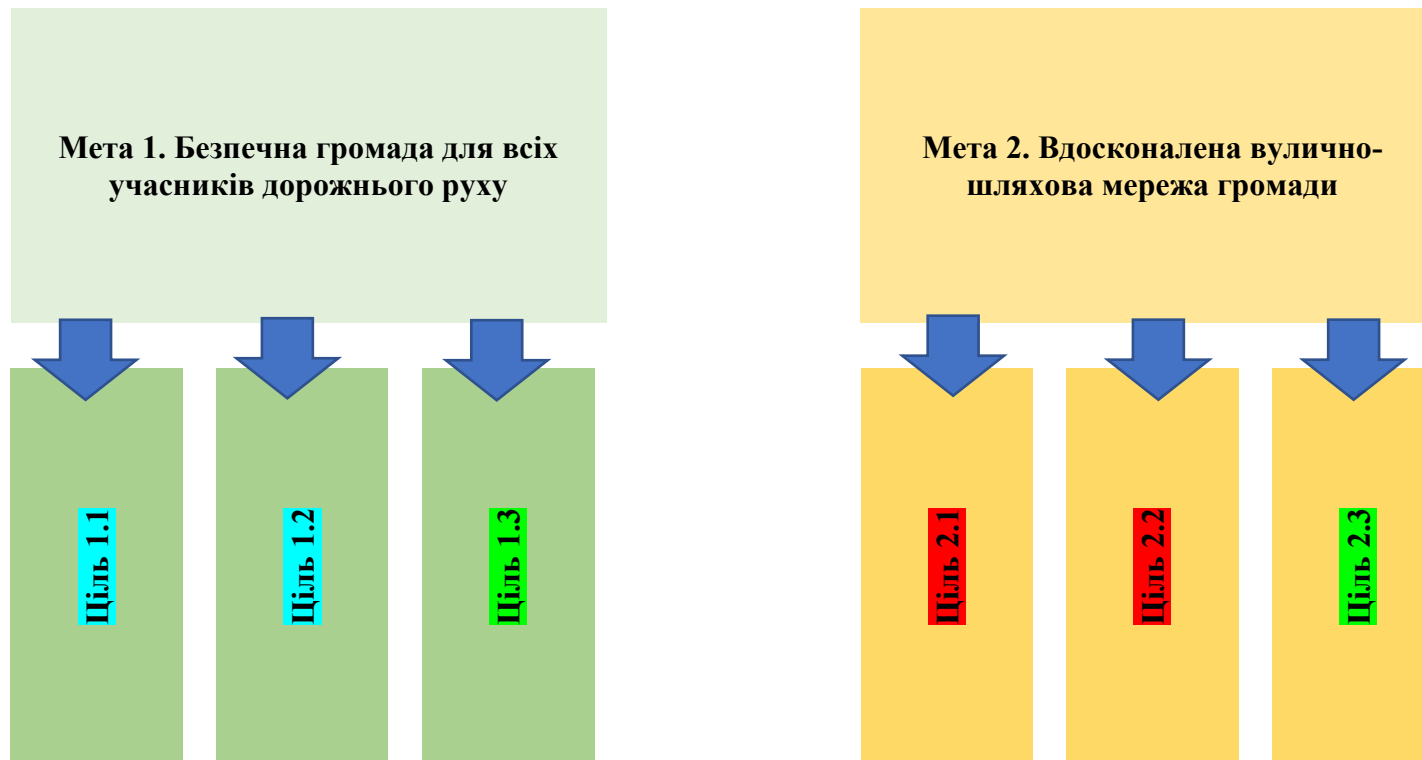 Мета 1. Безпечна громада для всіх
учасників дорожнього руху
Мета 2. Вдосконалена вулично-
шляхова мережа громади
Ціль 1.1
Ціль 1.2
Ціль 1.3
Ціль 2.1
Ціль 2.2
Ціль 2.3